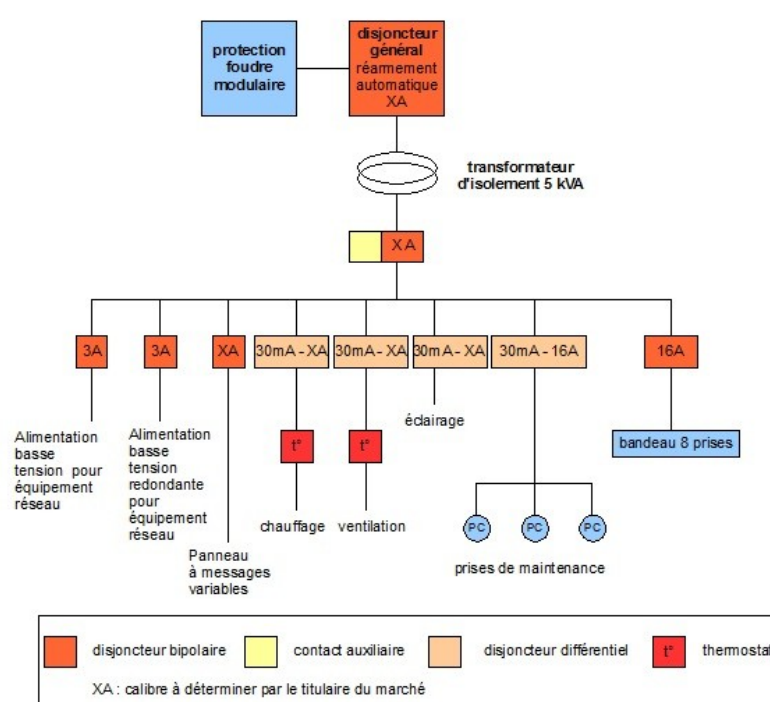 protection
foudre
modulaire
disjoncteur
général
réarmement
automatique
XA
transformateur
d'isolement 5 kVA
XA
3A
3A
XA
30mA - XA
30mA - XA
30mA - XA
30mA - 16A
16A
Alimentation
basse
tension pour
équipement
réseau
Alimentation
basse
tension
redondante
pour
équipement
réseau
Panneau
à messages
variables
t°
chauffage
t°
ventilation
éclairage
PC
PC
PC
prises de maintenance
bandeau 8 prises
disjoncteur bipolaire
contact auxiliaire
disjoncteur différentiel
t°
thermostat
XA : calibre à déterminer par le titulaire du marché